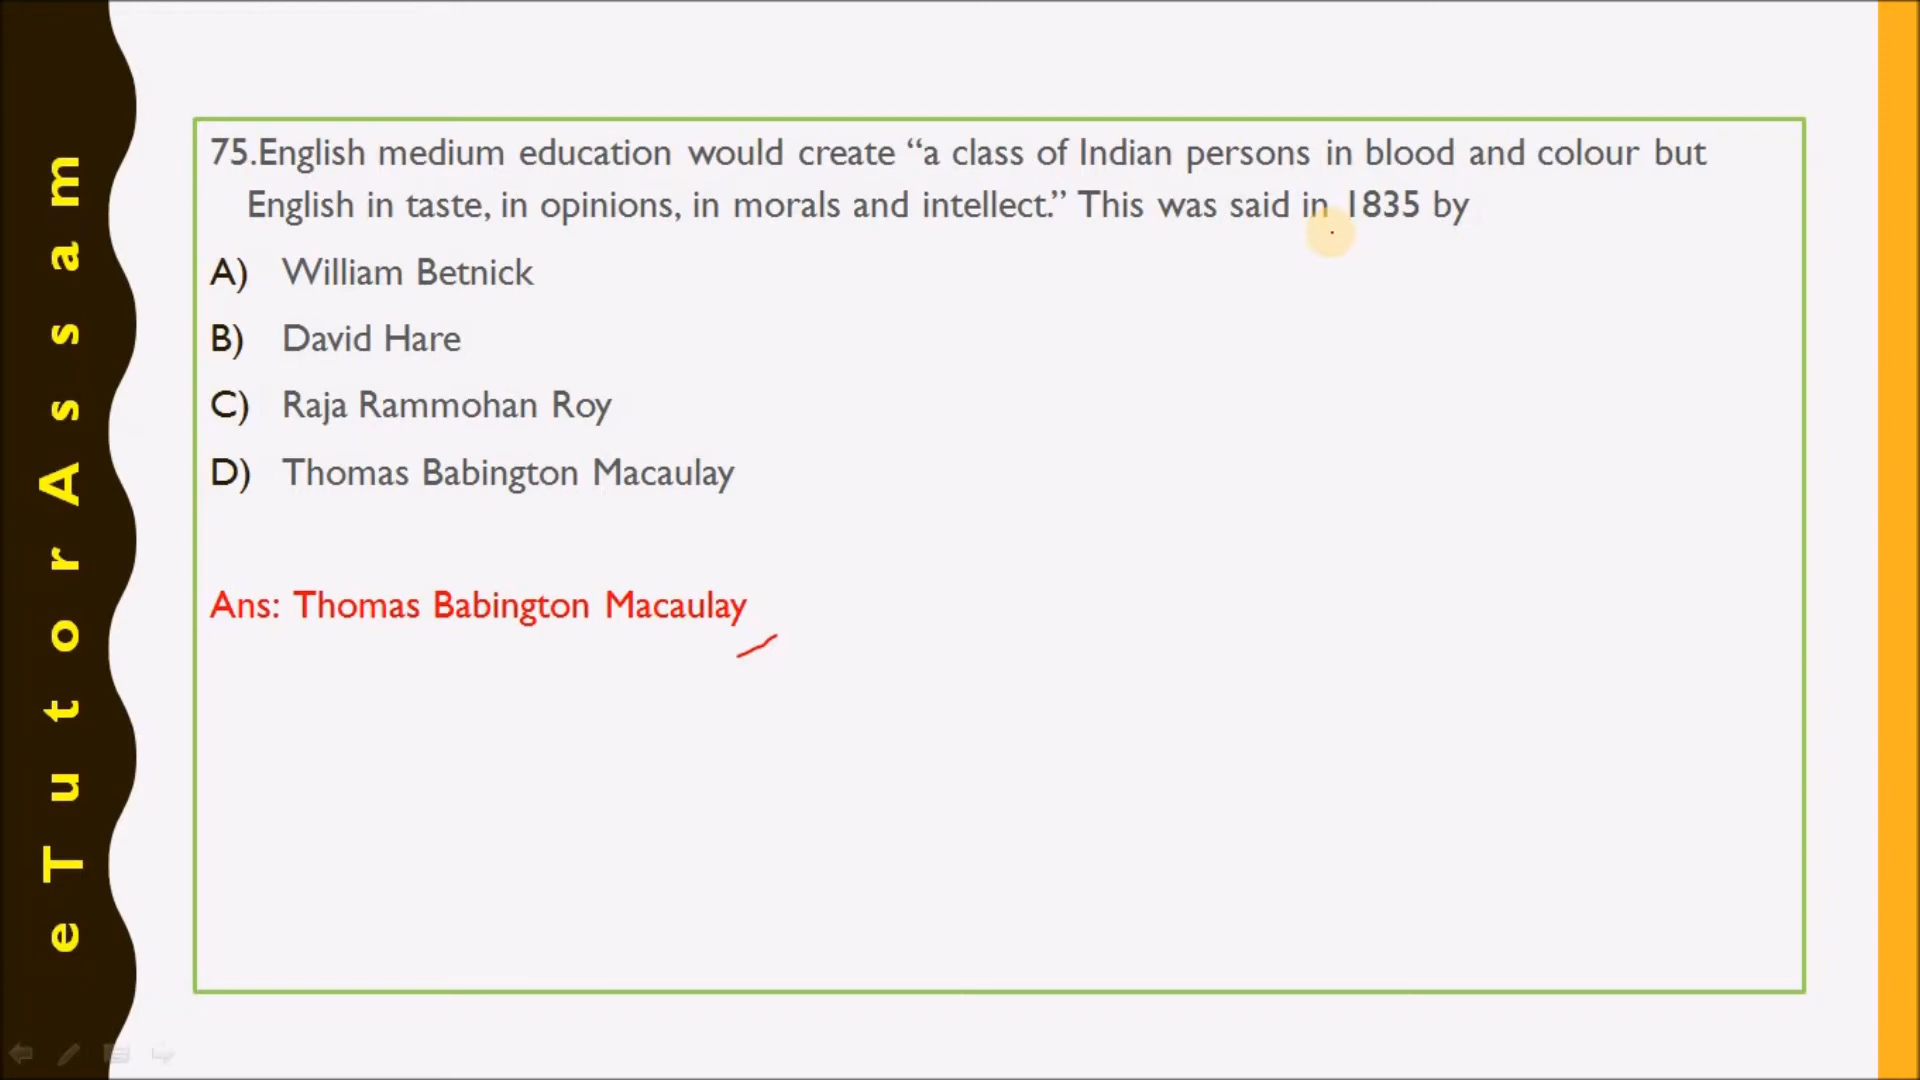 eTutorAssam
75.English medium education would create “a class of Indian persons in blood and colour but
English in taste, in opinions, in morals and intellect.” This was said in 1835 by
A) William Betnick
B) David Hare
C) Raja Rammohan Roy
D) Thomas Babington Macaulay
Ans: Thomas Babington Macaulay